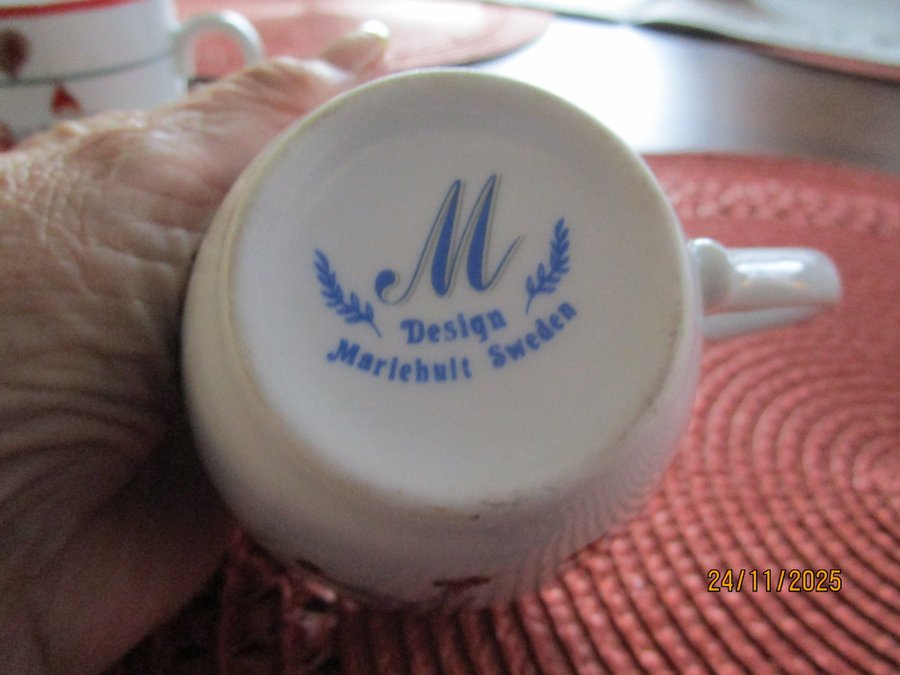 M
Design
Mariehult Sweden
24/11/2025